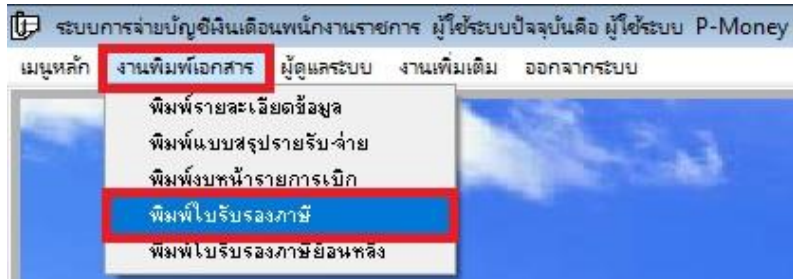 ระบบการจ่ายบัญชีเงินเดือนพนักงานราชการ ผู้ใช้ระบบปัจจุบันคือ ผู้ใช้ระบบ P-Money
เมนูหลัก งานพิมพ์เอกสาร ผู้ดูแลระบบ งานเพิ่มเติม ออกจากระบบ
พิมพ์รายละเอียดข้อมูล
พิมพ์แบบสรุปรายรับ-จ่าย
พิมพ์งบหน้ารายการเบิก
พิมพ์ใบรับรองภาษี
พิมพ์ใบรับรองภาษีย้อนหลัง